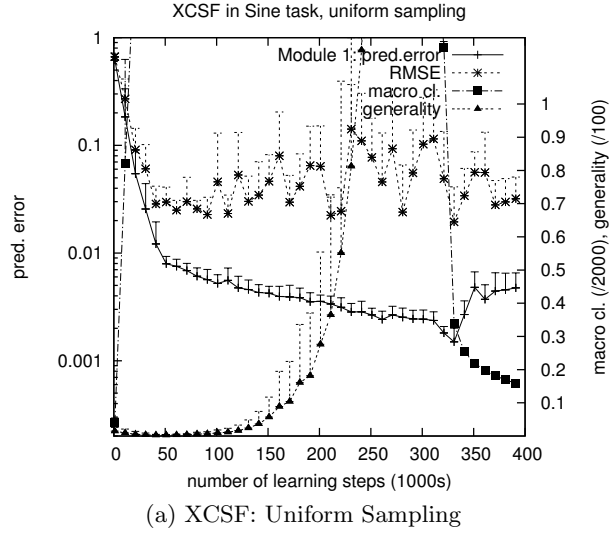 XCSF in Sine task, uniform sampling
Module 1: pred.error
RMSE
macro cl.
generality
pred. error
1
0.1
0.01
0.001
macro cl. (/2000), generality (/100)
1
0.9
0.8
0.7
0.6
0.5
0.4
0.3
0.2
0.1
0 50 100 150 200 250 300 350 400
number of learning steps (1000s)
(a) XCSF: Uniform Sampling